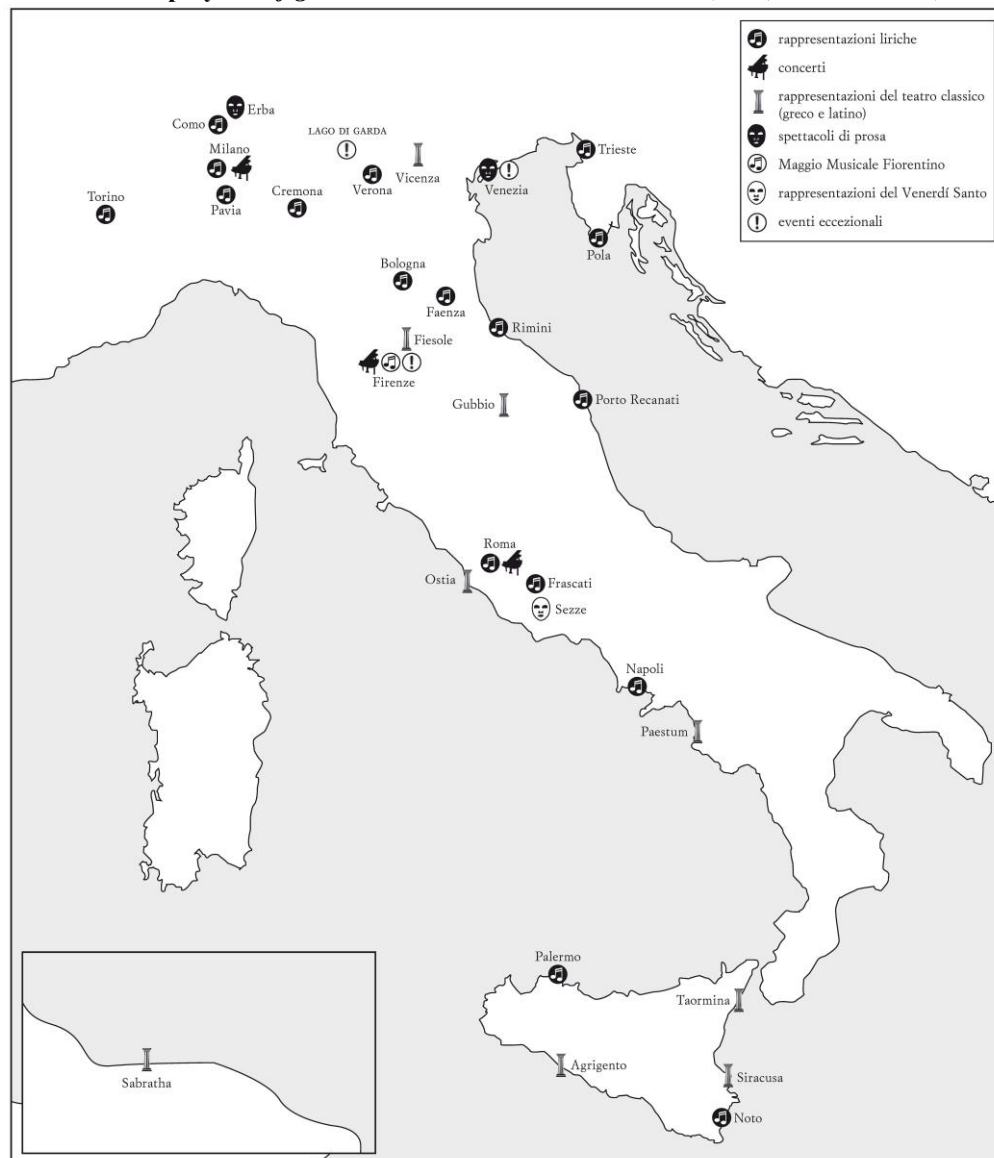 rappresentazioni liriche
concerti
rappresentazioni del teatro classico
(greco e latino)
spettacoli di prosa
Maggio Musicale Fiorentino
rappresentazioni del Venerdí Santo
eventi eccezionali
Erba
Como
LAGO DI GARDA
Milano
Trieste
Vicenza
Verona
Venezia
Torino
Pavia
Cremona
Pola
Bologna
Faenza
Rimini
Fiesole
Firenze
Gubbio
Porto Recanati
Roma
Ostia
Frascati
Sezze
Napoli
Paestum
Palermo
Taormina
Agrigento
Siracusa
Sabratha
Noto